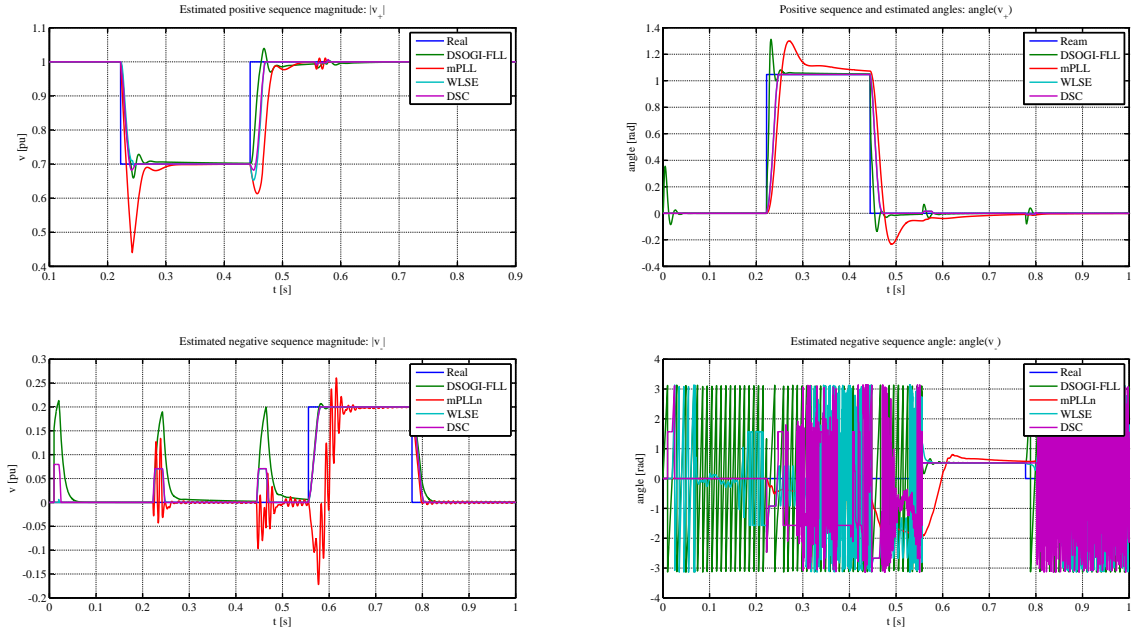 Estimated positive sequence magnitude: |v+|
1.1
1
0.9
0.8
0.7
0.6
0.5
0.4
v [pu]
0.1 0.2 0.3 0.4 0.5 0.6 0.7 0.8 0.9
t [s]
Real
DSOGI-FLL
mPLL
WLSE
DSC
Positive sequence and estimated angles: angle(v+)
1.4
1.2
1
0.8
0.6
0.4
0.2
0
-0.2
-0.4
angle [rad]
0 0.1 0.2 0.3 0.4 0.5 0.6 0.7 0.8 0.9 1
t [s]
Ream
DSOGI-FLL
mPLL
WLSE
DSC
Estimated negative sequence magnitude: |v-|
0.3
0.25
0.2
0.15
0.1
0.05
0
-0.05
-0.1
-0.15
-0.2
v [pu]
0 0.1 0.2 0.3 0.4 0.5 0.6 0.7 0.8 0.9 1
t [s]
Real
DSOGI-FLL
mPLLn
WLSE
DSC
Estimated negative sequence angle: angle(v-)
4
3
2
1
0
-1
-2
-3
-4
angle [rad]
0 0.1 0.2 0.3 0.4 0.5 0.6 0.7 0.8 0.9 1
t [s]
Real
DSOGI-FLL
mPLLn
WLSE
DSC